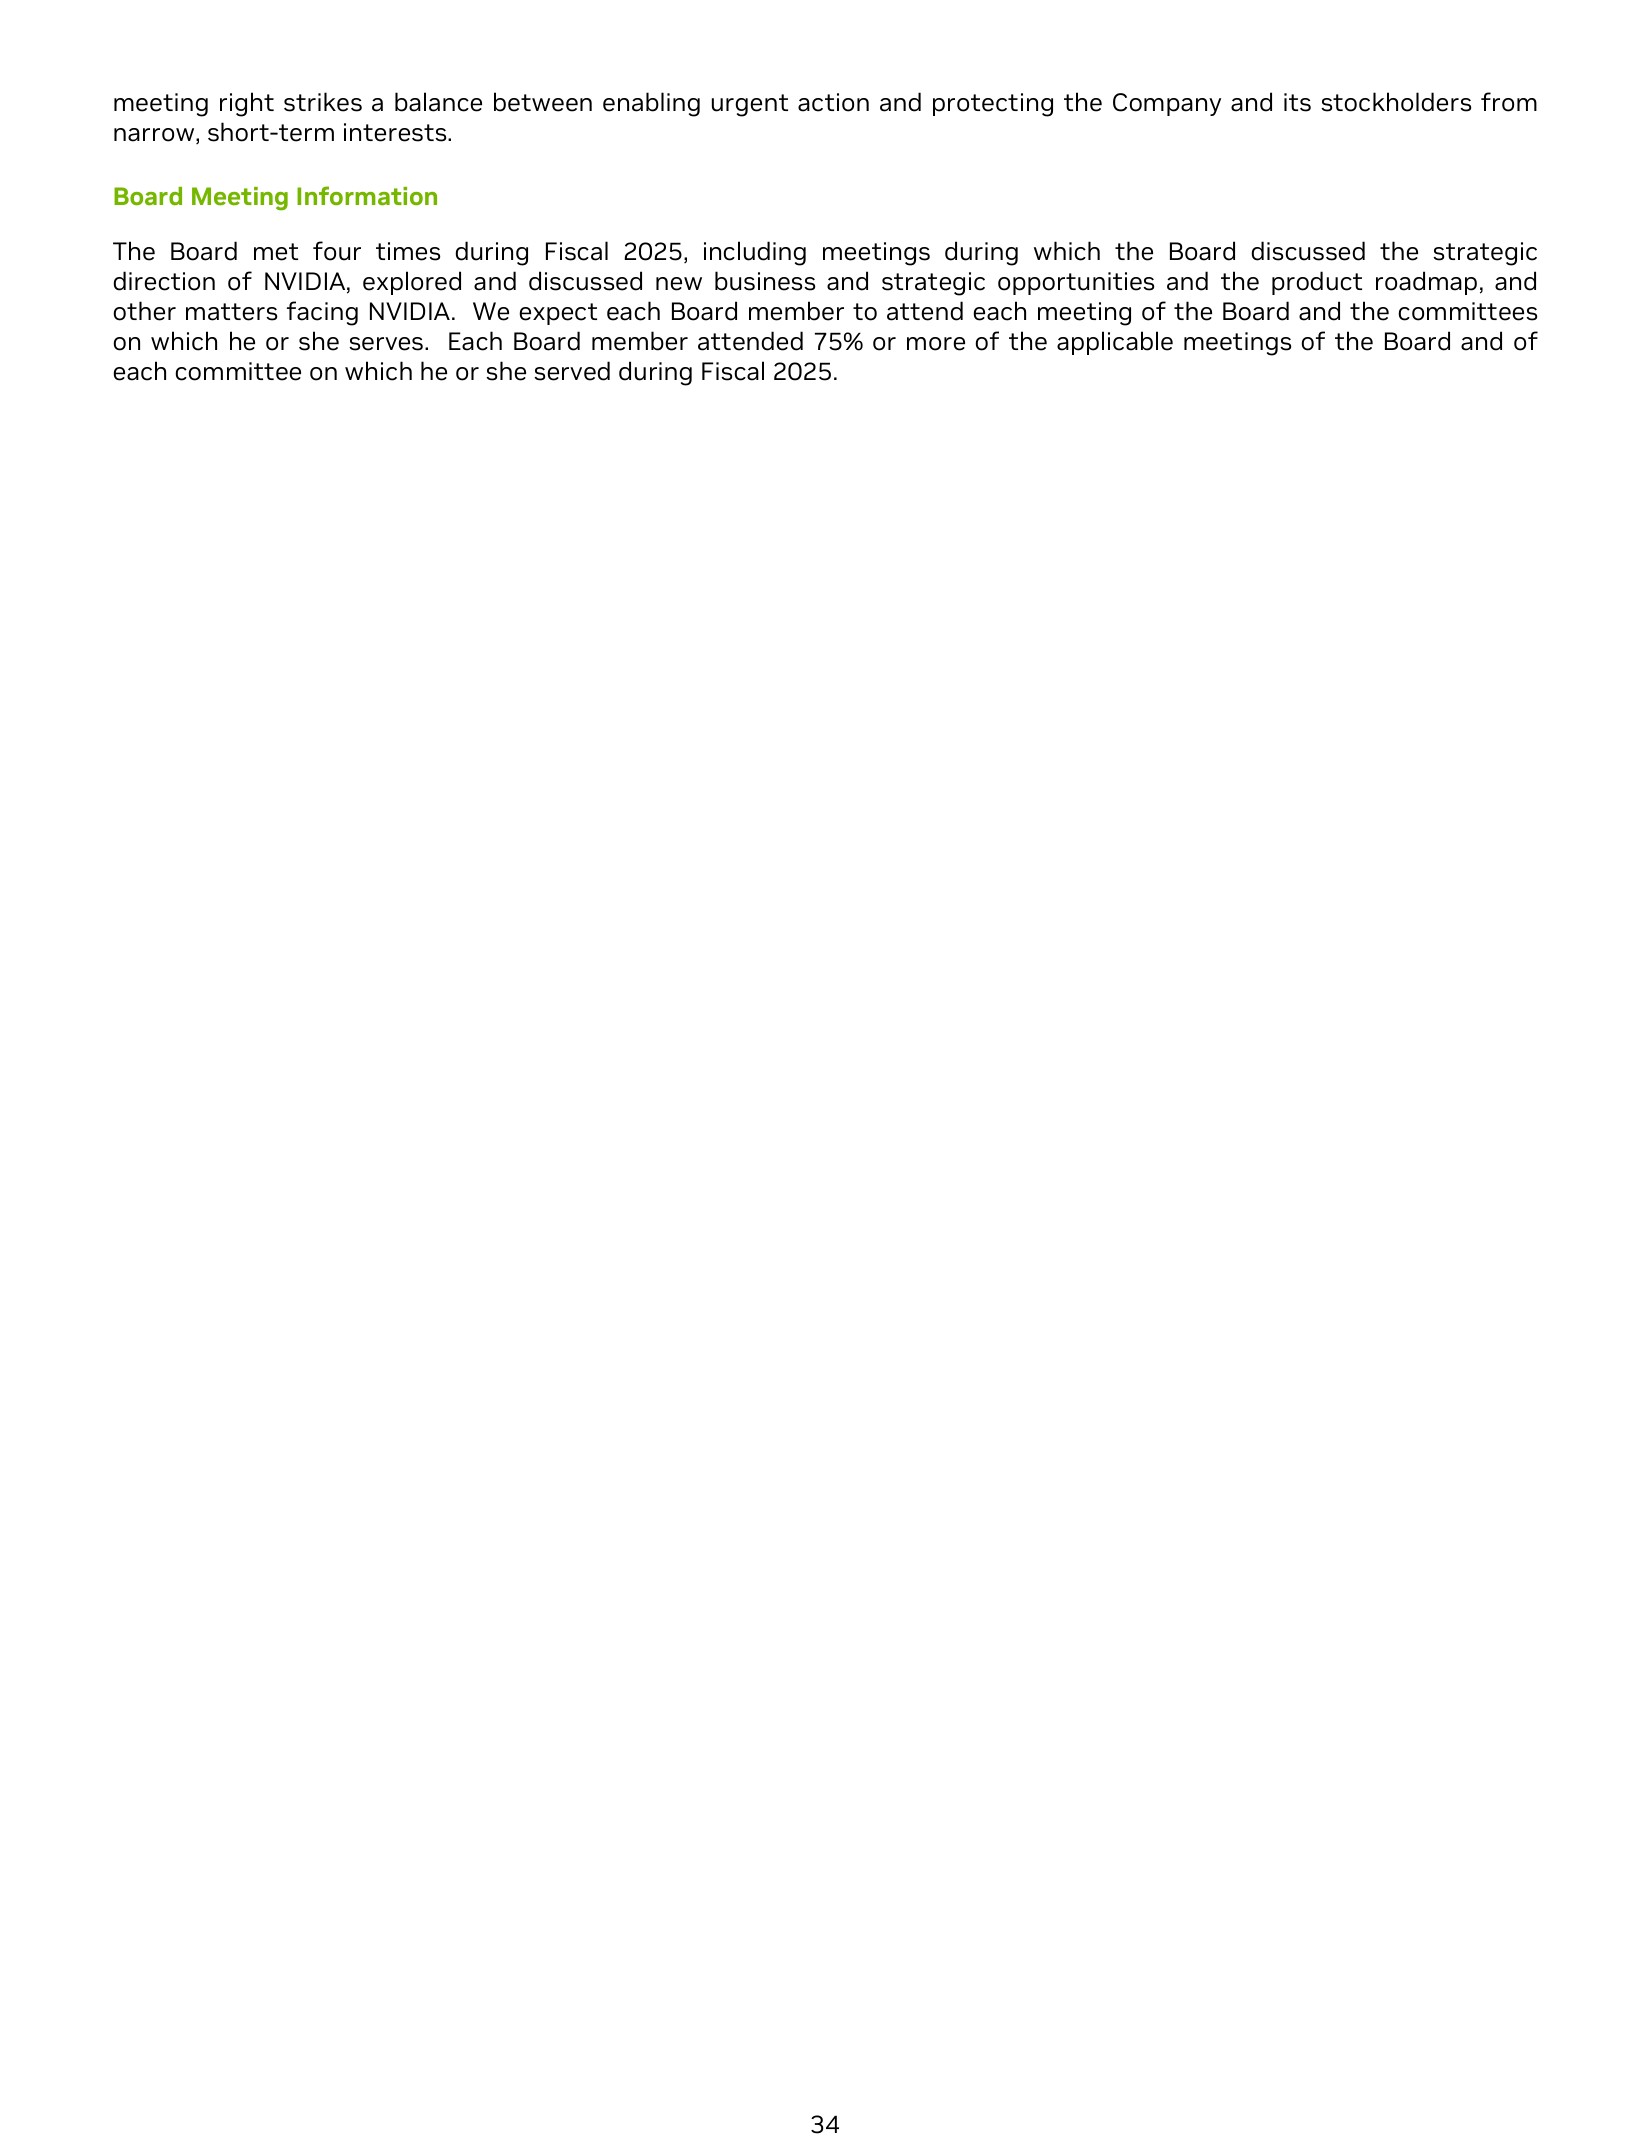 meeting right strikes a balance between enabling urgent action and protecting the Company and its stockholders from
narrow, short-term interests.
Board Meeting Information
The Board met four times during Fiscal 2025, including meetings during which the Board discussed the strategic
direction of NVIDIA, explored and discussed new business and strategic opportunities and the product roadmap, and
other matters facing NVIDIA.  We expect each Board member to attend each meeting of the Board and the committees
on which he or she serves.  Each Board member attended 75% or more of the applicable meetings of the Board and of
each committee on which he or she served during Fiscal 2025.
34